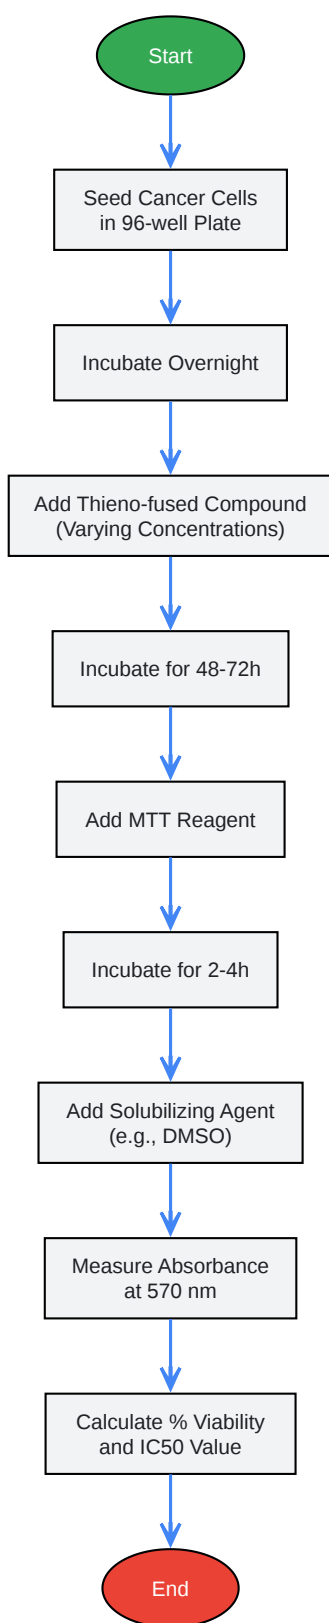 Start
Seed Cancer Cells
in 96-well Plate
Incubate Overnight
Add Thieno-fused Compound
(Varying Concentrations)
Incubate for 48-72h
Add MTT Reagent
Incubate for 2-4h
Add Solubilizing Agent
(e.g., DMSO)
Measure Absorbance
at 570 nm
Calculate % Viability
and IC50 Value
End